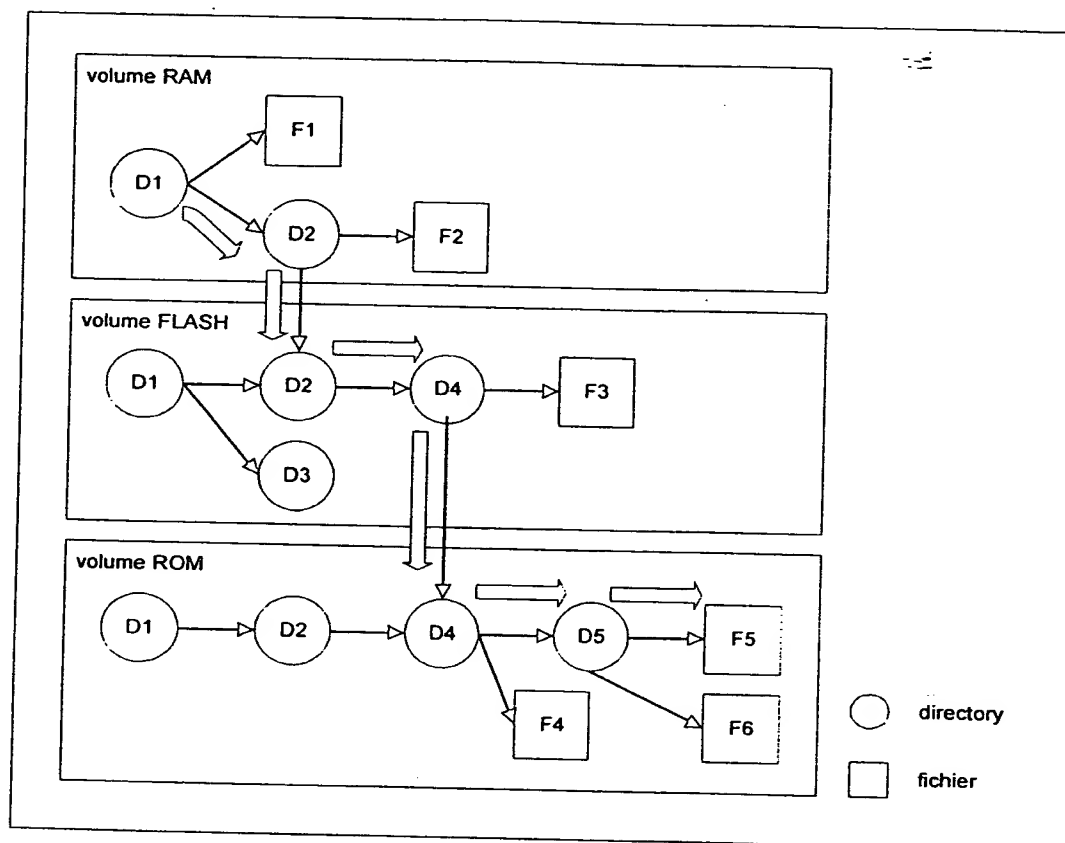 volume RAM
F1
D1
D2
F2
volume FLASH
D1
D2
D4
F3
D3
volume ROM
D1
D2
D4
D5
F5
F4
F6
directory
fichier